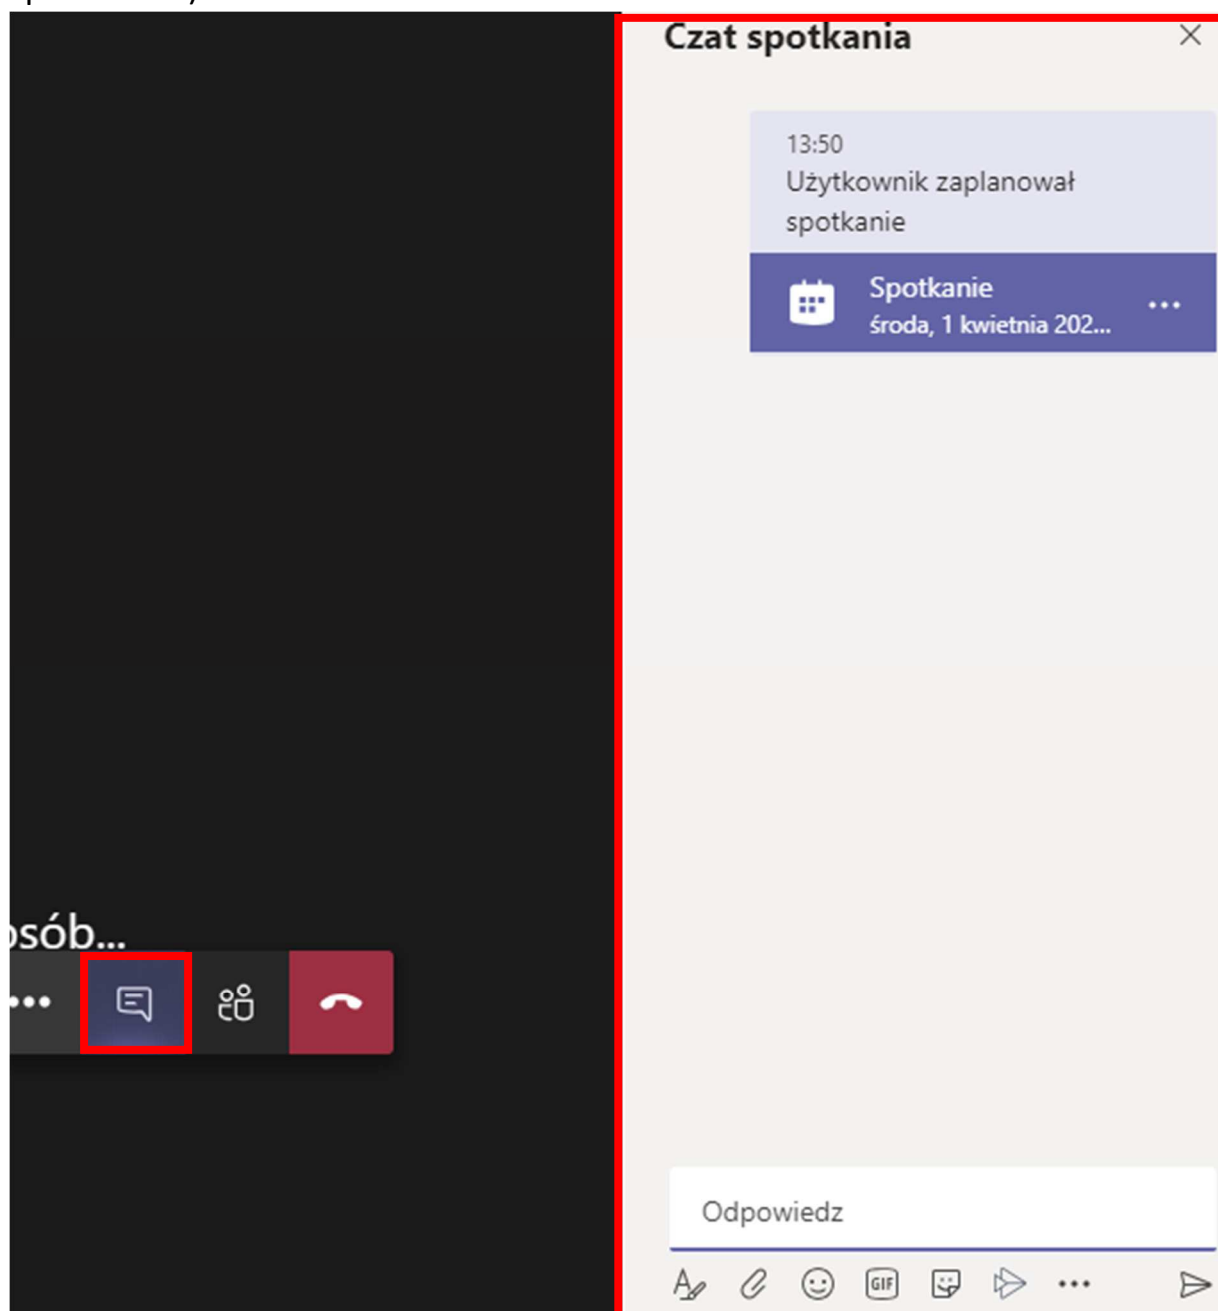 Czat spotkania
13:50
Użytkownik zaplanował
spotkanie
Spotkanie
środa, 1 kwietnia 202...
osób...
Odpowiedz
GIF